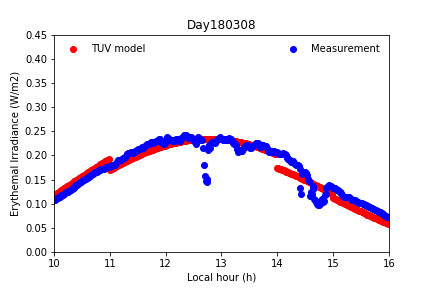 Day180308
TUV model
Measurement
Erythemal Irradiance (W/m2)
0.45
0.40
0.35
0.30
0.25
0.20
0.15
0.10
0.05
0.00
10 11 12 13 14 15 16
Local hour (h)